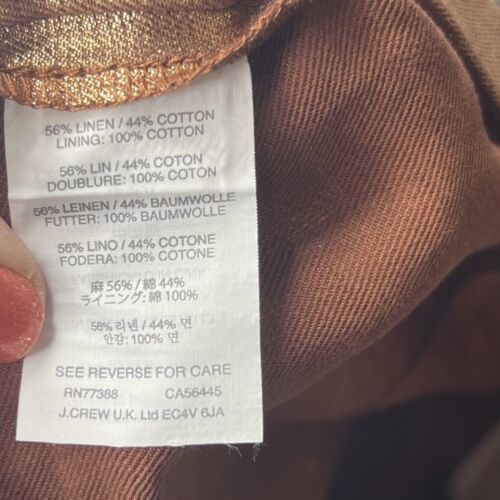 56% LINEN / 44% COTTON
LINING: 100% COTTON
56% LIN / 44% COTON
DOUBLURE: 100% COTON
56% LEINEN / 44% BAUMWOLLE
FUTTER: 100% BAUMWOLLE
56% LINO / 44% COTONE
FODERA: 100% COTONE
麻 56% / 綿 44%
ライニング: 綿 100%
56% 리넨 / 44% 면
안감: 100% 면
SEE REVERSE FOR CARE
RN77388 CA56445
J.CREW U.K. Ltd EC4V 6JA